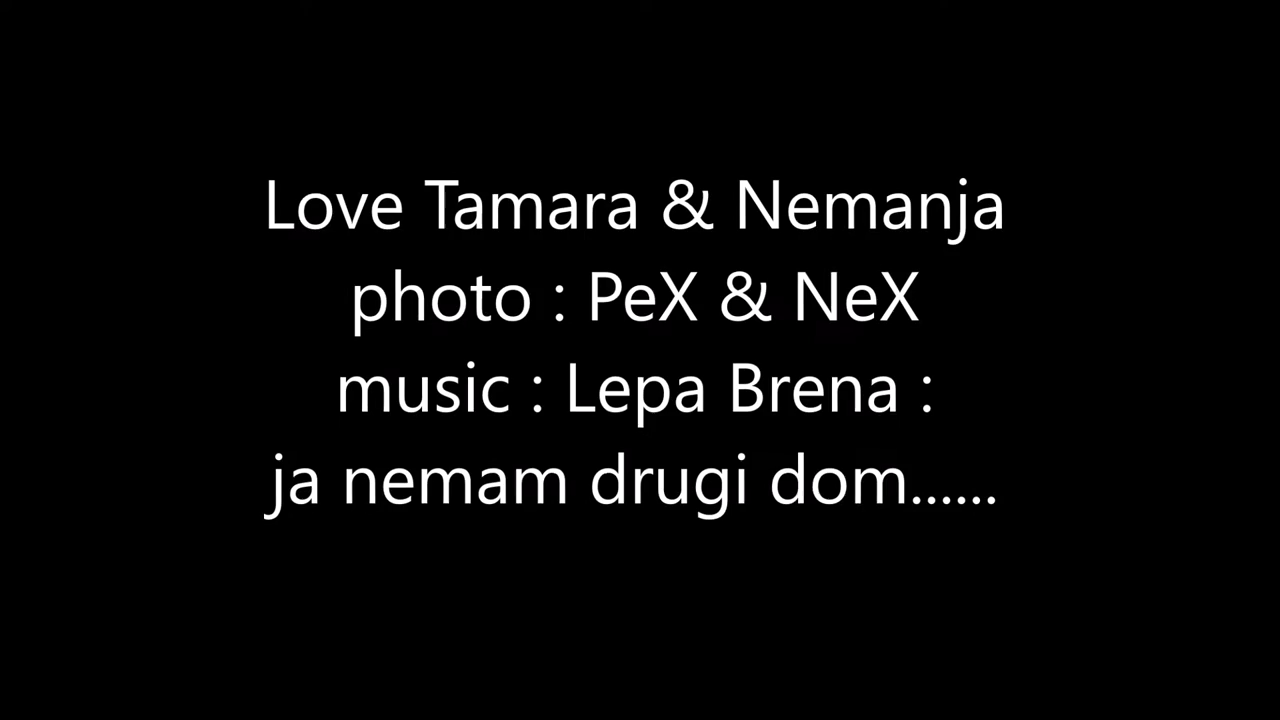 Love Tamara & Nemanja
photo : PeX & NeX
music : Lepa Brena :
ja nemam drugi dom......